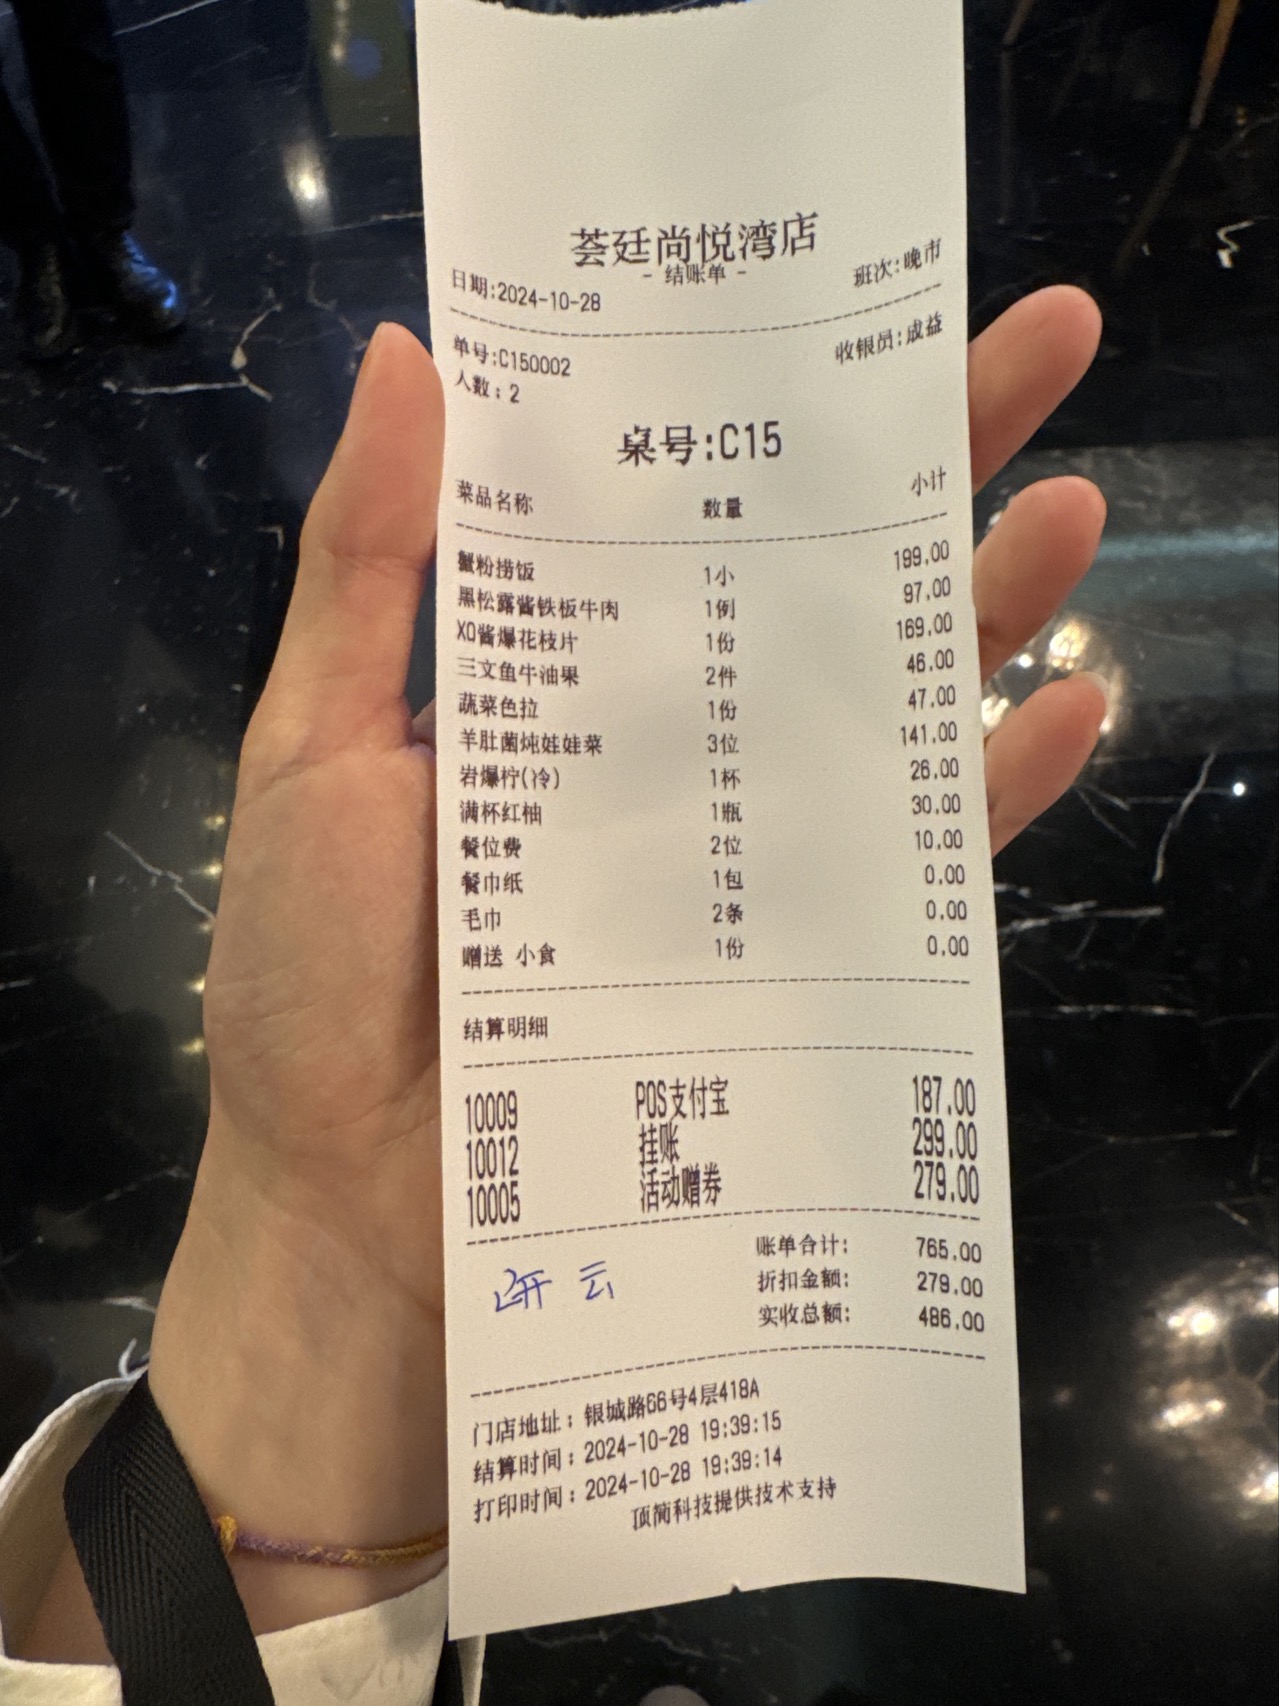 荟廷尚悦湾店
- 结账单 -
日期:2024-10-28 班次:晚市
单号:C150002 收银员:成益
人数：2
桌号:C15
菜品名称 数量 小计
蟹粉捞饭 1小 199.00
黑松露酱铁板牛肉 1例 97.00
XO酱爆花枝片 1份 169.00
三文鱼牛油果 2件 46.00
蔬菜色拉 1份 47.00
羊肚菌炖娃娃菜 3位 141.00
岩爆柠(冷) 1杯 26.00
满杯红柚 1瓶 30.00
餐位费 2位 10.00
餐巾纸 1包 0.00
毛巾 2条 0.00
赠送 小食 1份 0.00
结算明细
10009 POS支付宝 187.00
10012 挂账 299.00
10005 活动赠券 279.00
账单合计: 765.00
折扣金额: 279.00
实收总额: 486.00
门店地址：银城路66号4层418A
结算时间：2024-10-28 19:39:15
打印时间：2024-10-28 19:39:14
顶简科技提供技术支持